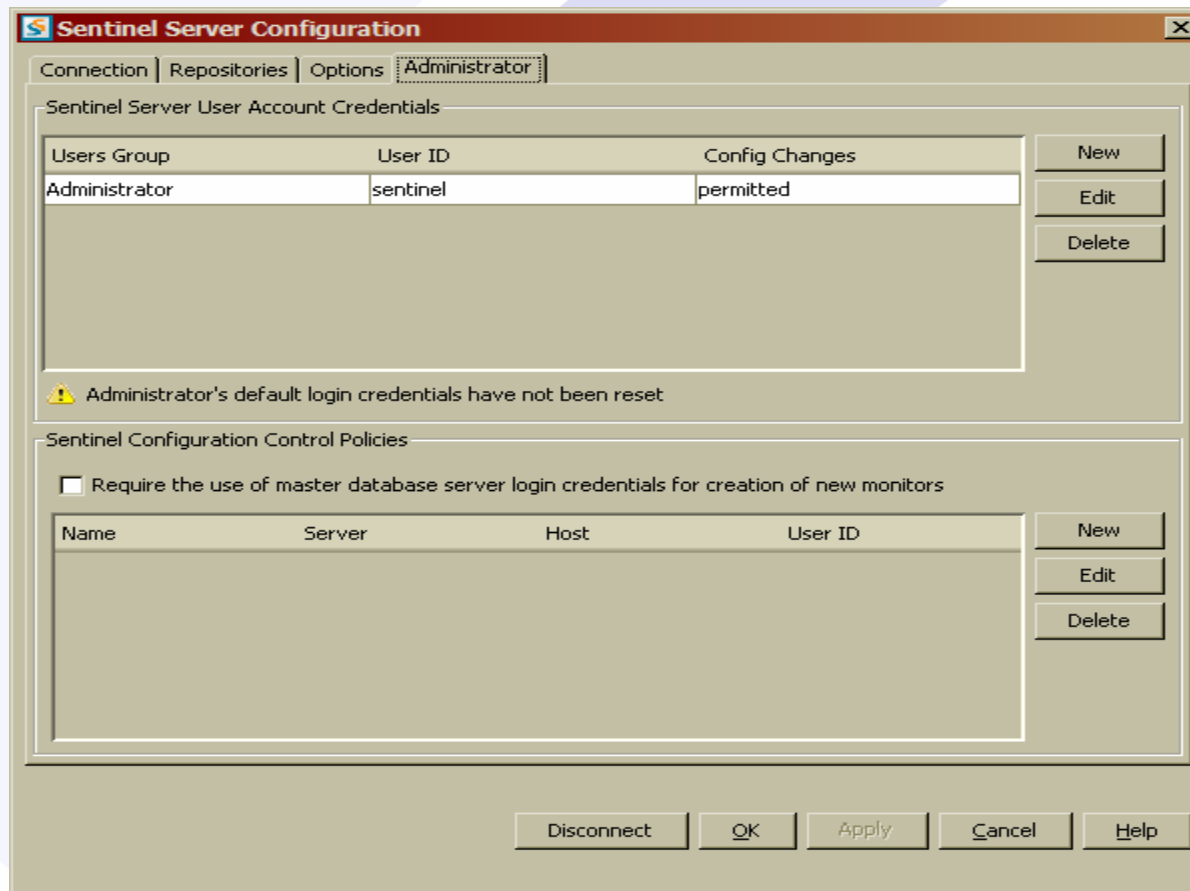 Sentinel Server Configuration
Connection Repositories Options Administrator
Sentinel Server User Account Credentials
Users Group User ID Config Changes
New
Administrator sentinel permitted
Edit
Delete
Administrator's default login credentials have not been reset
Sentinel Configuration Control Policies
Require the use of master database server login credentials for creation of new monitors
Name Server Host User ID
New
Edit
Delete
Disconnect OK Apply Cancel Help